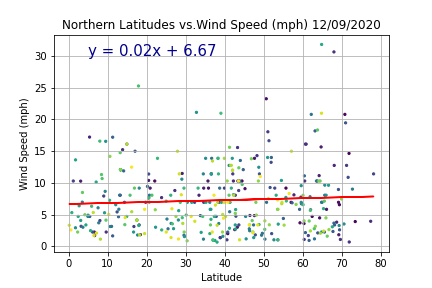 Northern Latitudes vs.Wind Speed (mph) 12/09/2020
y = 0.02x + 6.67
30
25
20
15
10
5
0
Wind Speed (mph)
0 10 20 30 40 50 60 70 80
Latitude